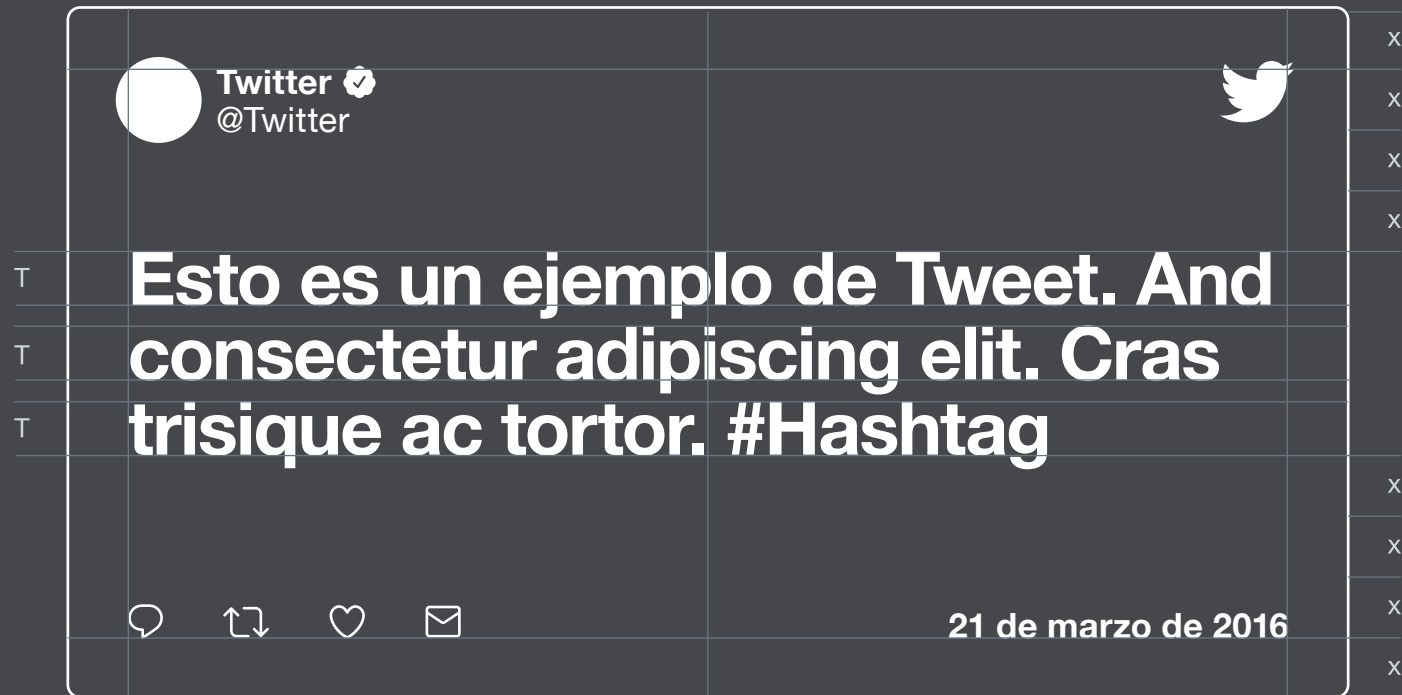 x
Twitter
@Twitter
x
x
x
T
Esto es un ejemplo de Tweet. And
T
consectetur adipiscing elit. Cras
T
trisique ac tortor. #Hashtag
x
x
x
21 de marzo de 2016
x